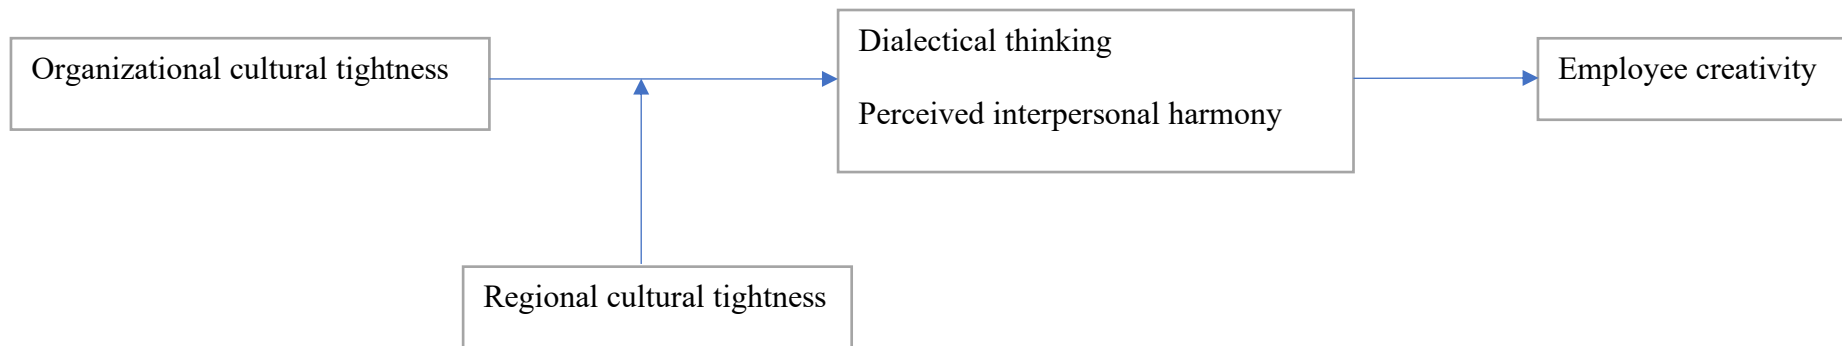 Organizational cultural tightness
Dialectical thinking
Perceived interpersonal harmony
Employee creativity
Regional cultural tightness